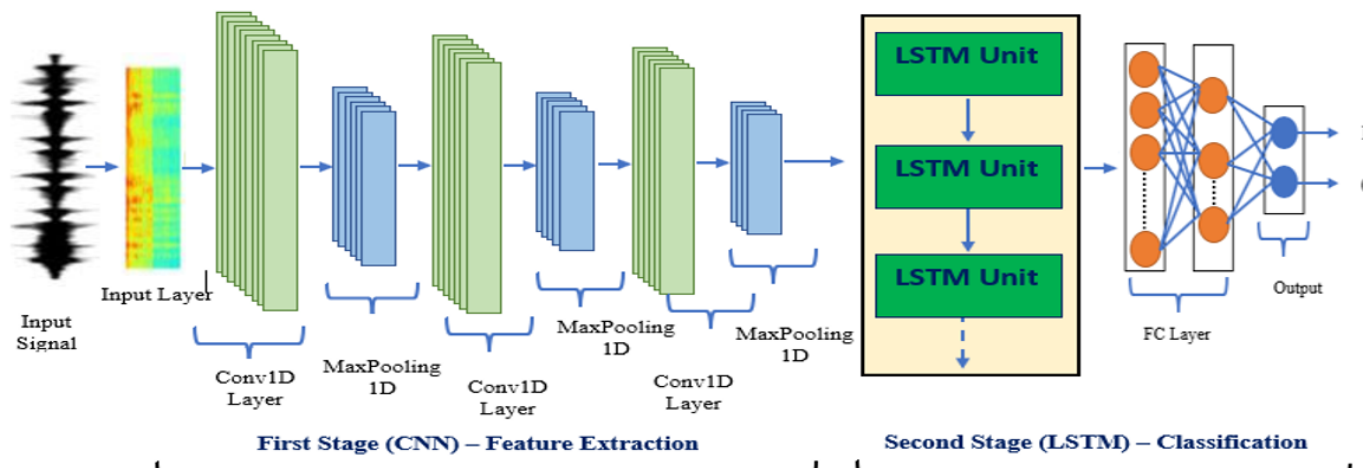 LSTM Unit
LSTM Unit
LSTM Unit
Input Layer
Input
Signal
Conv1D
Layer
MaxPooling
1D
Conv1D
Layer
MaxPooling
1D
Conv1D
Layer
MaxPooling
1D
FC Layer
Output
First Stage (CNN) – Feature Extraction
Second Stage (LSTM) – Classification